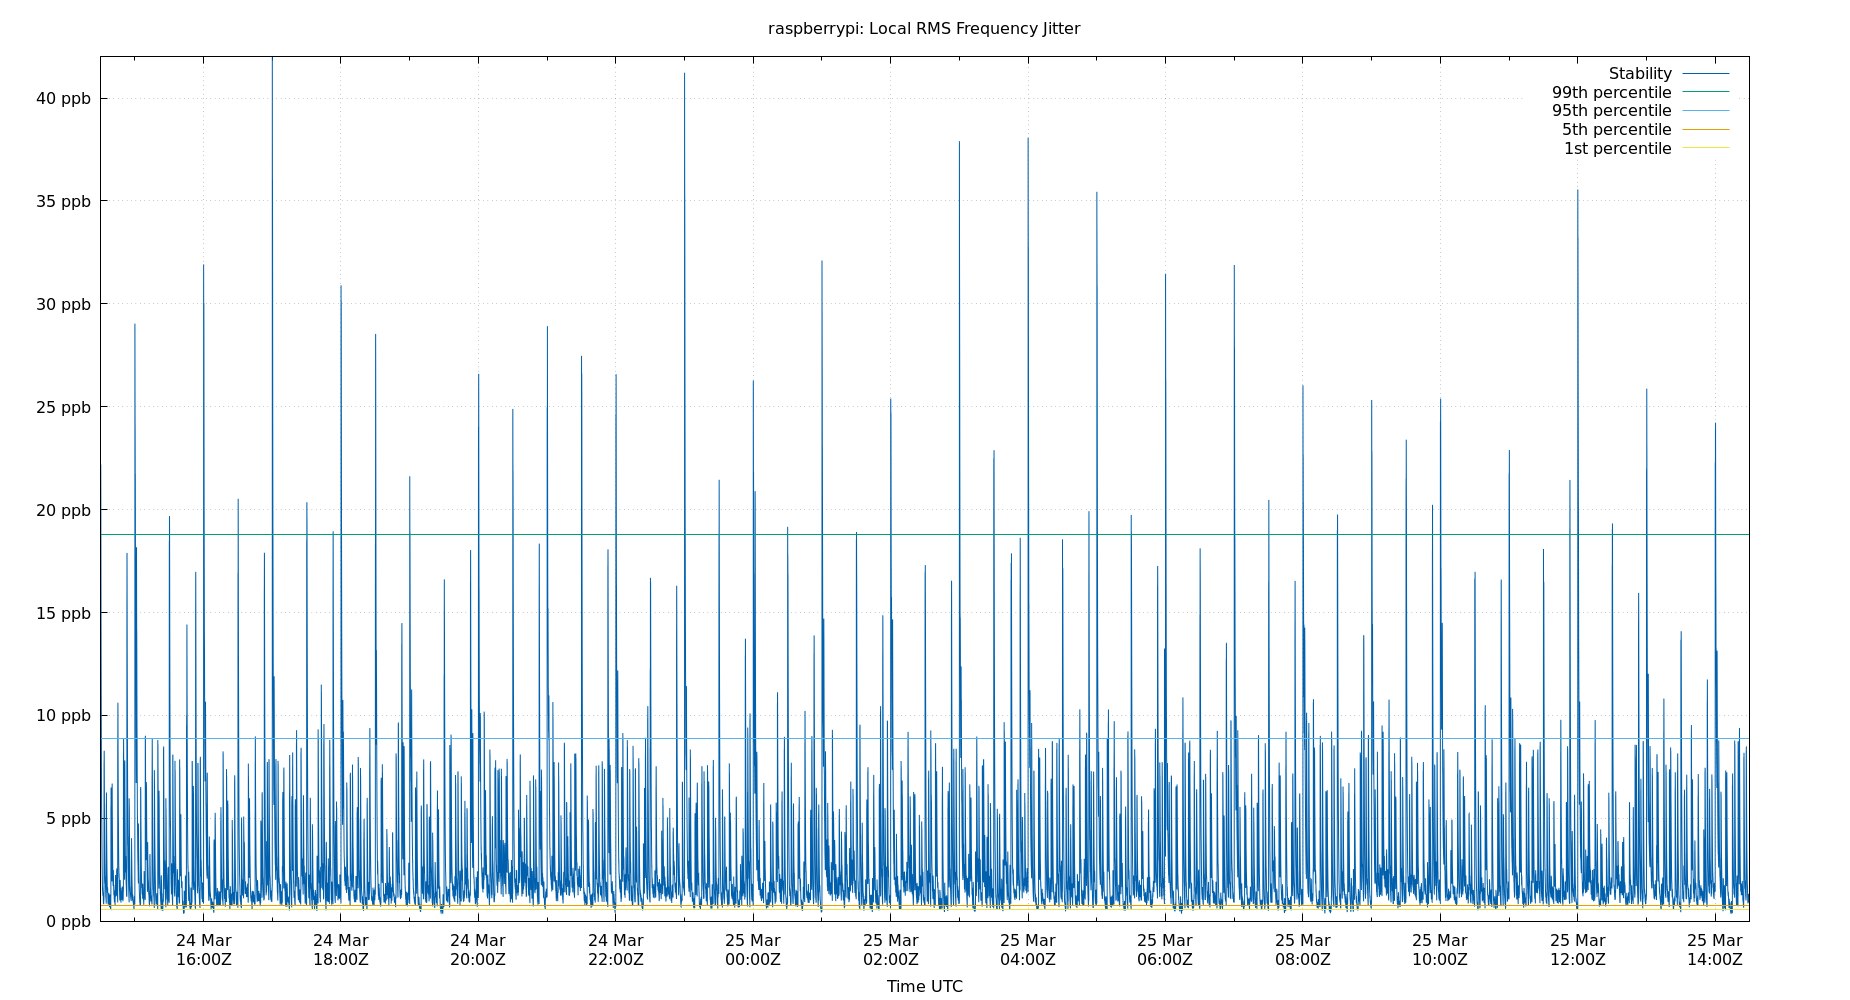 raspberrypi: Local RMS Frequency Jitter
Stability
99th percentile
95th percentile
5th percentile
1st percentile
40 ppb
35 ppb
30 ppb
25 ppb
20 ppb
15 ppb
10 ppb
5 ppb
0 ppb
24 Mar 24 Mar 24 Mar 24 Mar 25 Mar 25 Mar 25 Mar 25 Mar 25 Mar 25 Mar 25 Mar 25 Mar
16:00Z 18:00Z 20:00Z 22:00Z 00:00Z 02:00Z 04:00Z 06:00Z 08:00Z 10:00Z 12:00Z 14:00Z
Time UTC